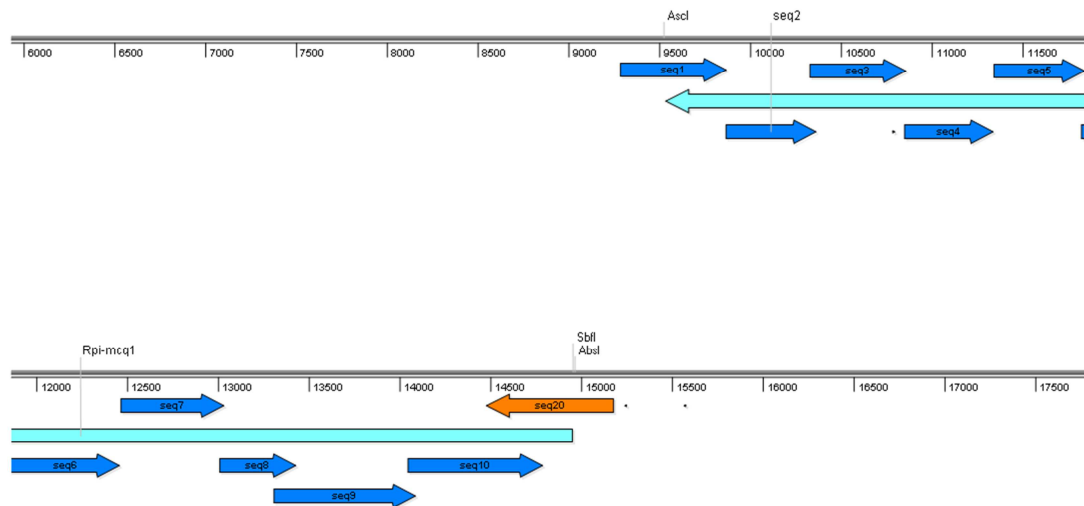 AscI seq2
6000 6500 7000 7500 8000 8500 9000 9500 10000 10500 11000 11500
seq1 seq3 seq5
seq4
SbfI
Rpi-mcq1 AbsI
12000 12500 13000 13500 14000 14500 15000 15500 16000 16500 17000 17500
seq7 seq20
seq6 seq8 seq10
seq9